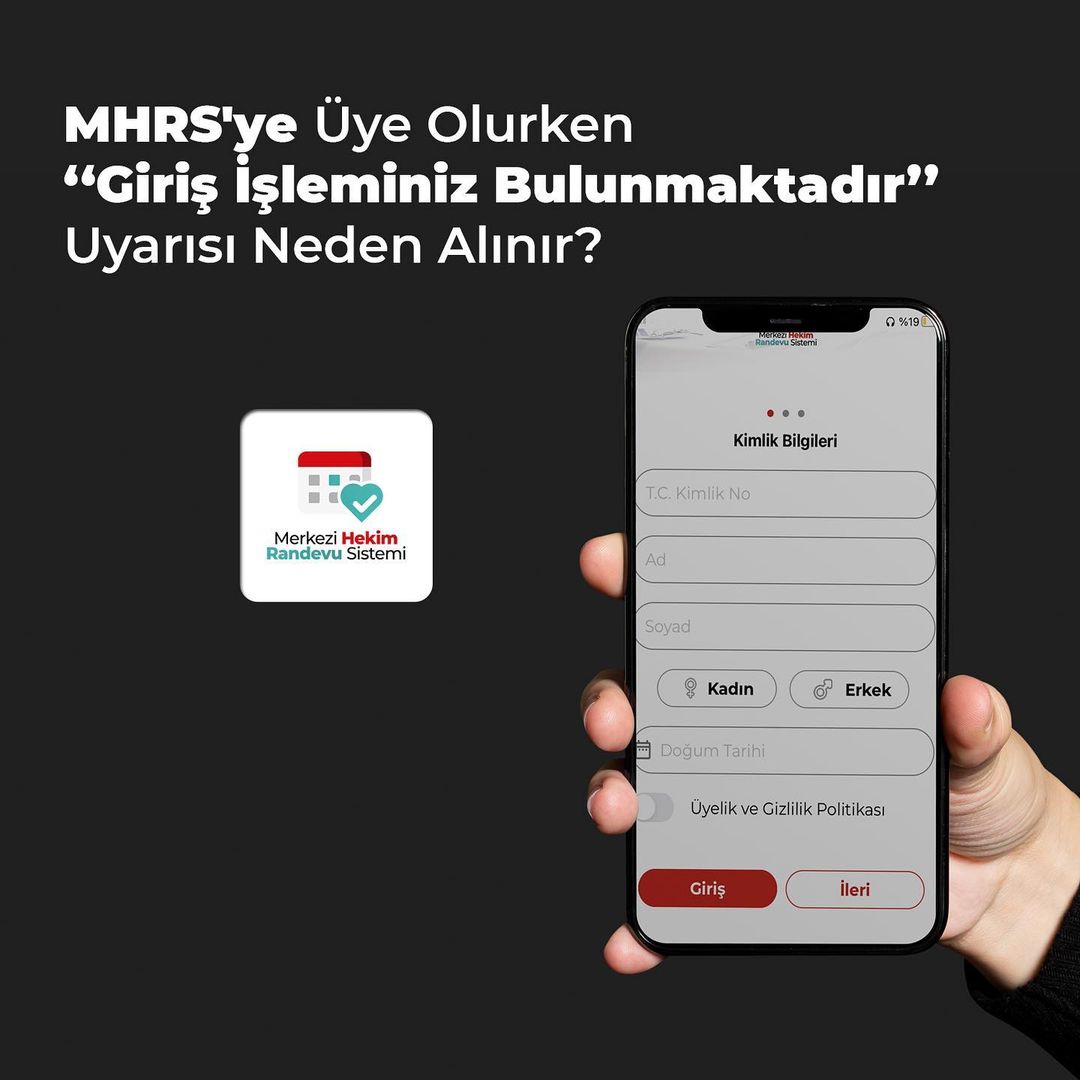 MHRS'ye Üye Olurken
“Giriş İşleminiz Bulunmaktadır”
Uyarısı Neden Alınır?
%19
Merkezi Hekim
Randevu Sistemi
Kimlik Bilgileri
T.C. Kimlik No
Ad
Soyad
Kadın
Erkek
Doğum Tarihi
Üyelik ve Gizlilik Politikası
Giriş
İleri
Merkezi Hekim
Randevu Sistemi